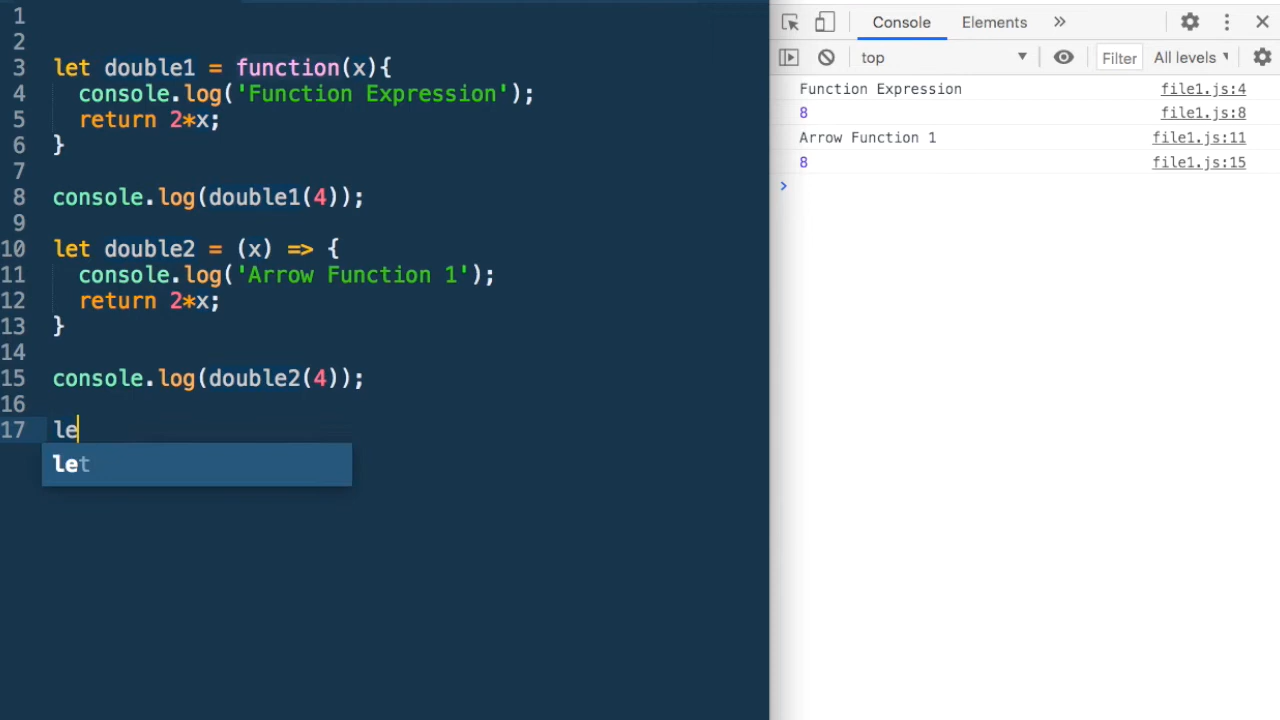 1
2
3 let double1 = function(x){
4 console.log('Function Expression');
5 return 2*x;
6 }
7
8 console.log(double1(4));
9
10 let double2 = (x) => {
11 console.log('Arrow Function 1');
12 return 2*x;
13 }
14
15 console.log(double2(4));
16
17 le
let
Console Elements »
top Filter All levels
Function Expression file1.js:4
8 file1.js:8
Arrow Function 1 file1.js:11
8 file1.js:15
›